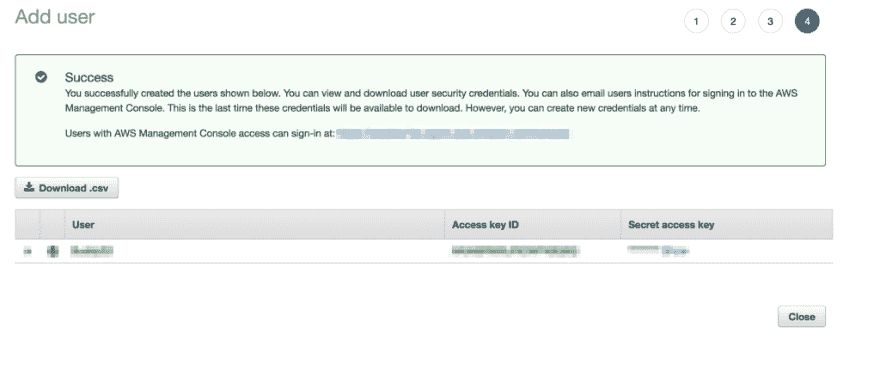 Add user
1 2 3 4
Success
You successfully created the users shown below. You can view and download user security credentials. You can also email users instructions for signing in to the AWS
Management Console. This is the last time these credentials will be available to download. However, you can create new credentials at any time.
Users with AWS Management Console access can sign-in at:
Download .csv
User Access key ID Secret access key
Close